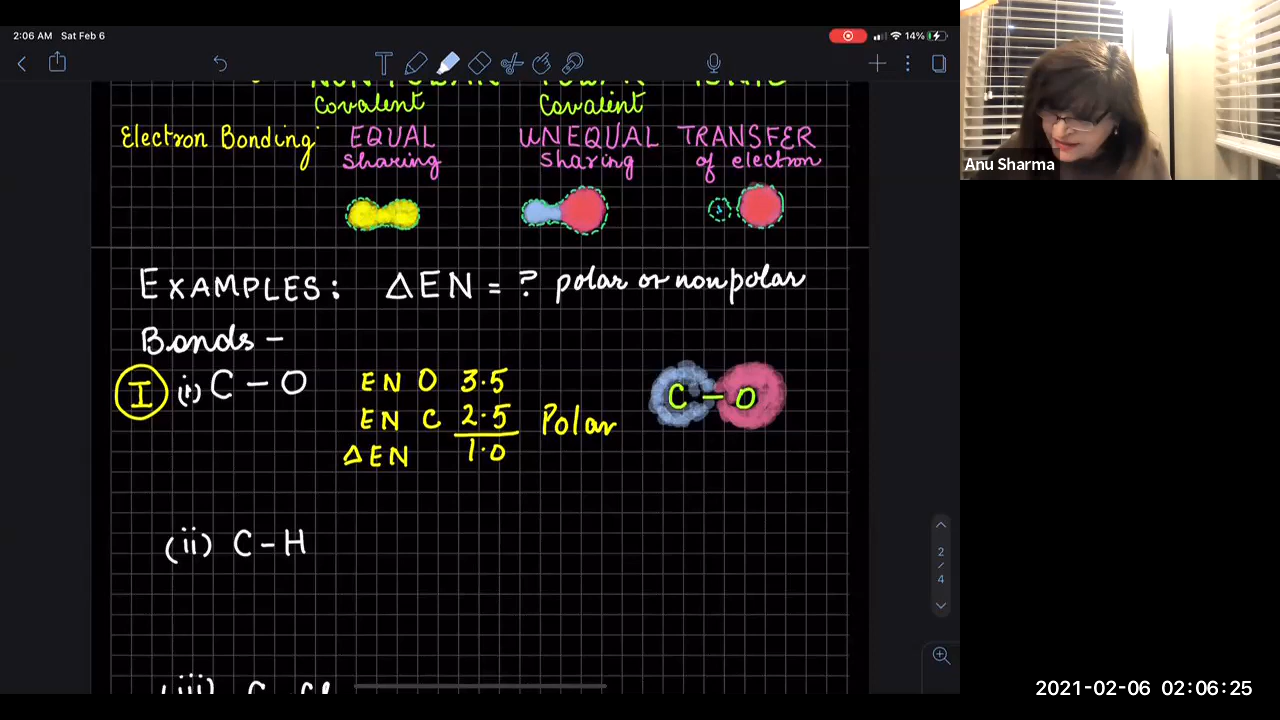 2:06 AM Sat Feb 6
14%
T
Covalent Covalent
Electron Bonding: EQUAL UNEQUAL TRANSFER
sharing sharing of electron
Anu Sharma
EXAMPLES: ΔEN = ? polar or nonpolar
Bonds -
I (i) C - O
EN O 3.5
EN C 2.5 Polar
ΔEN 1.0
C - O
(ii) C - H
2
/
4
2021-02-06 02:06:25